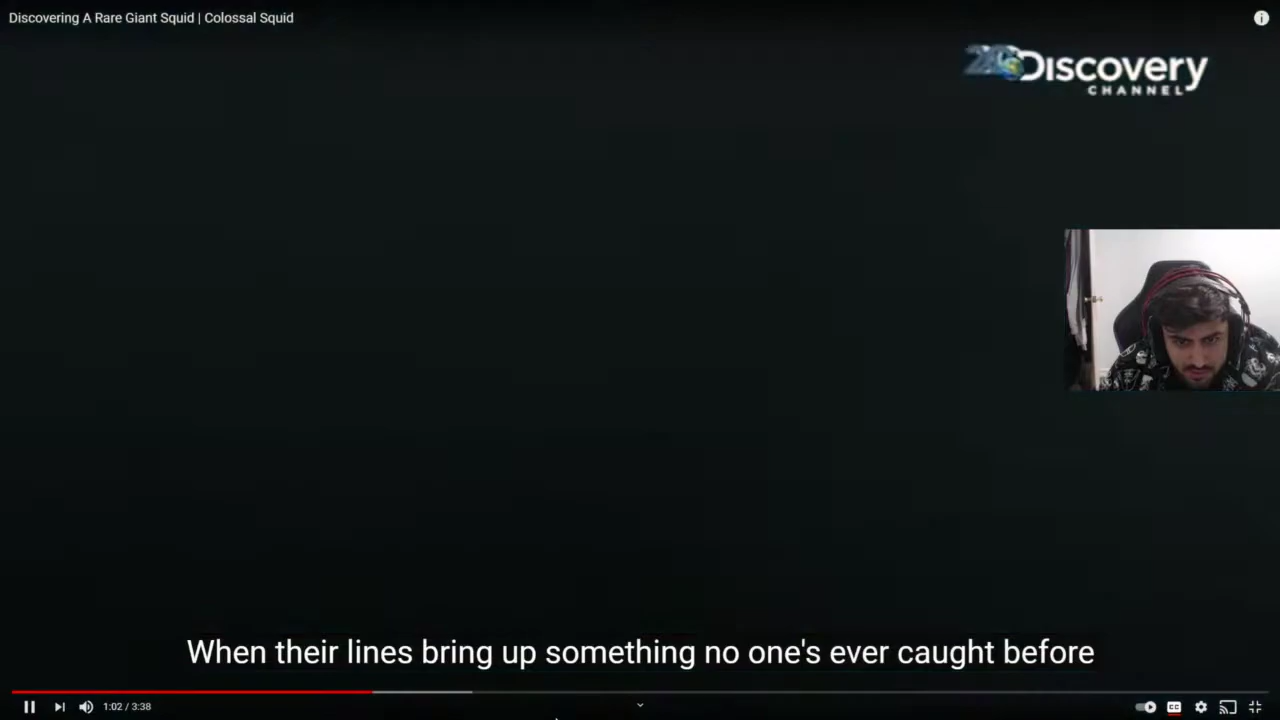 Discovering A Rare Giant Squid | Colossal Squid
Discovery
CHANNEL
When their lines bring up something no one's ever caught before
1:02 / 3:38
CC